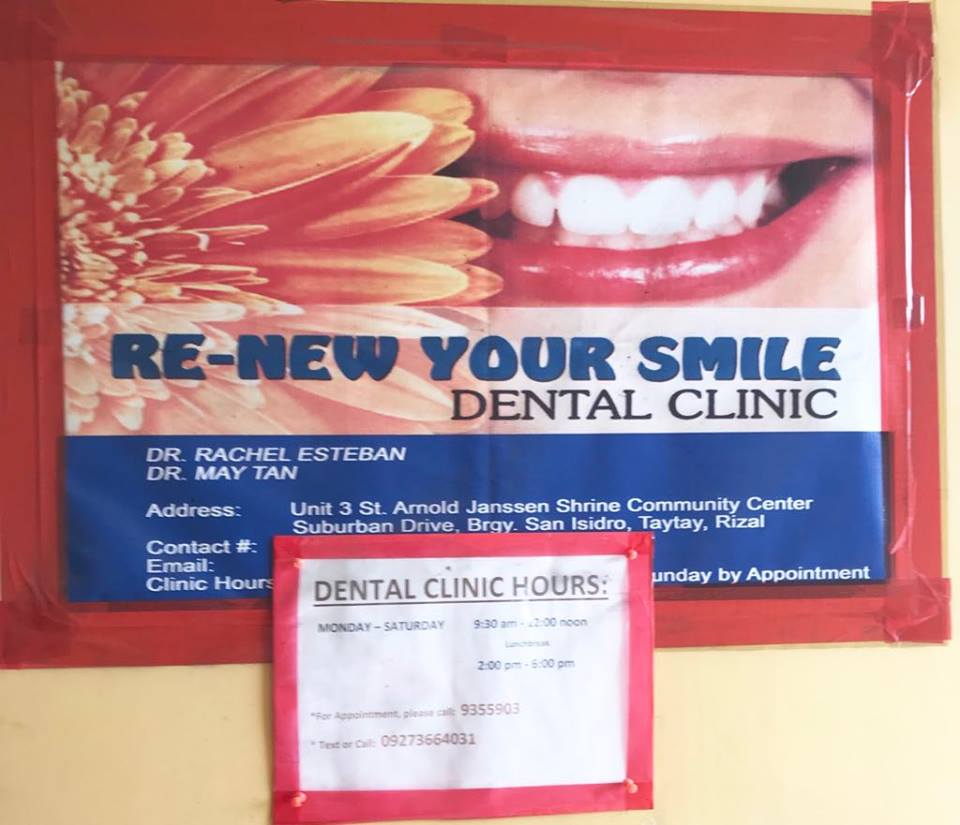 RE-NEW YOUR SMILE
DENTAL CLINIC
DR. RACHEL ESTEBAN
DR. MAY TAN
Address: Unit 3 St. Arnold Janssen Shrine Community Center
Suburban Drive, Brgy. San Isidro, Taytay, Rizal
Contact #:
Email:
Clinic Hours unday by Appointment
DENTAL CLINIC HOURS:
MONDAY – SATURDAY 9:30 am - 12:00 noon
Lunchbreak
2:00 pm - 6:00 pm
*For Appointment, please call: 9355903
* Text or Call: 09273664031